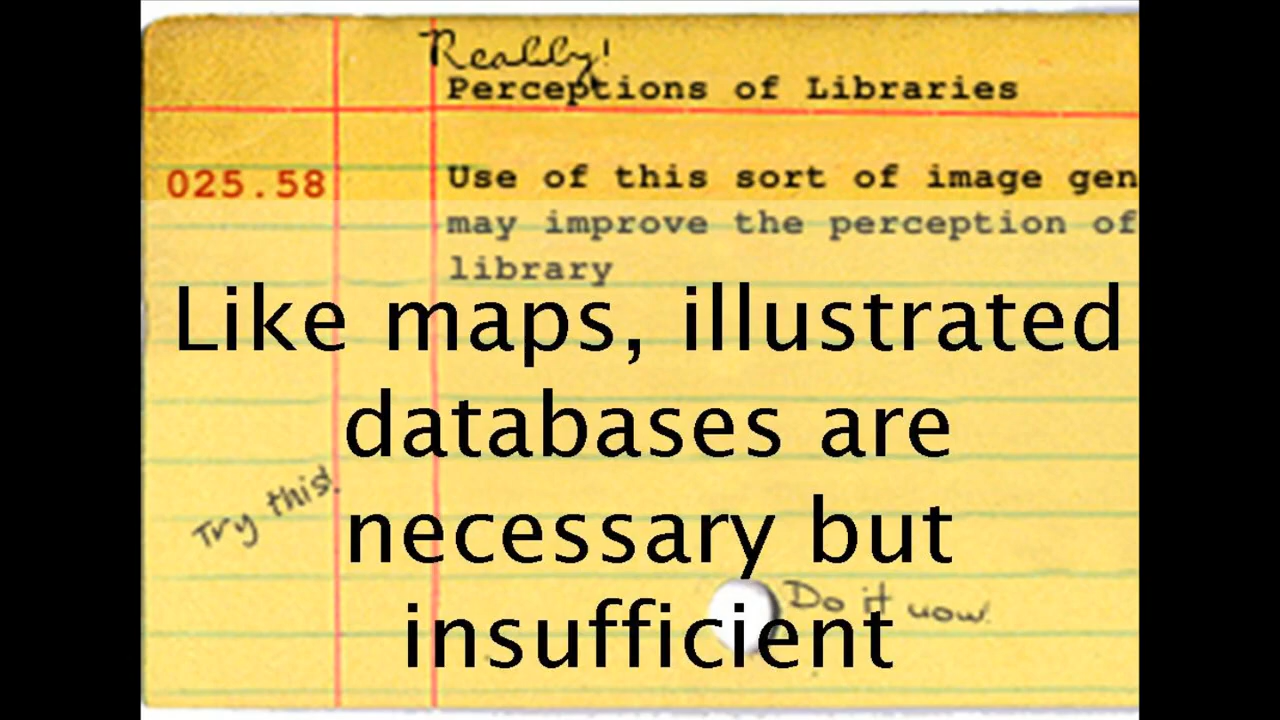 Really!
Perceptions of Libraries
025.58
Use of this sort of image gen
may improve the perception of
library
Like maps, illustrated
databases are
Try this!
necessary but
Do it now.
insufficient